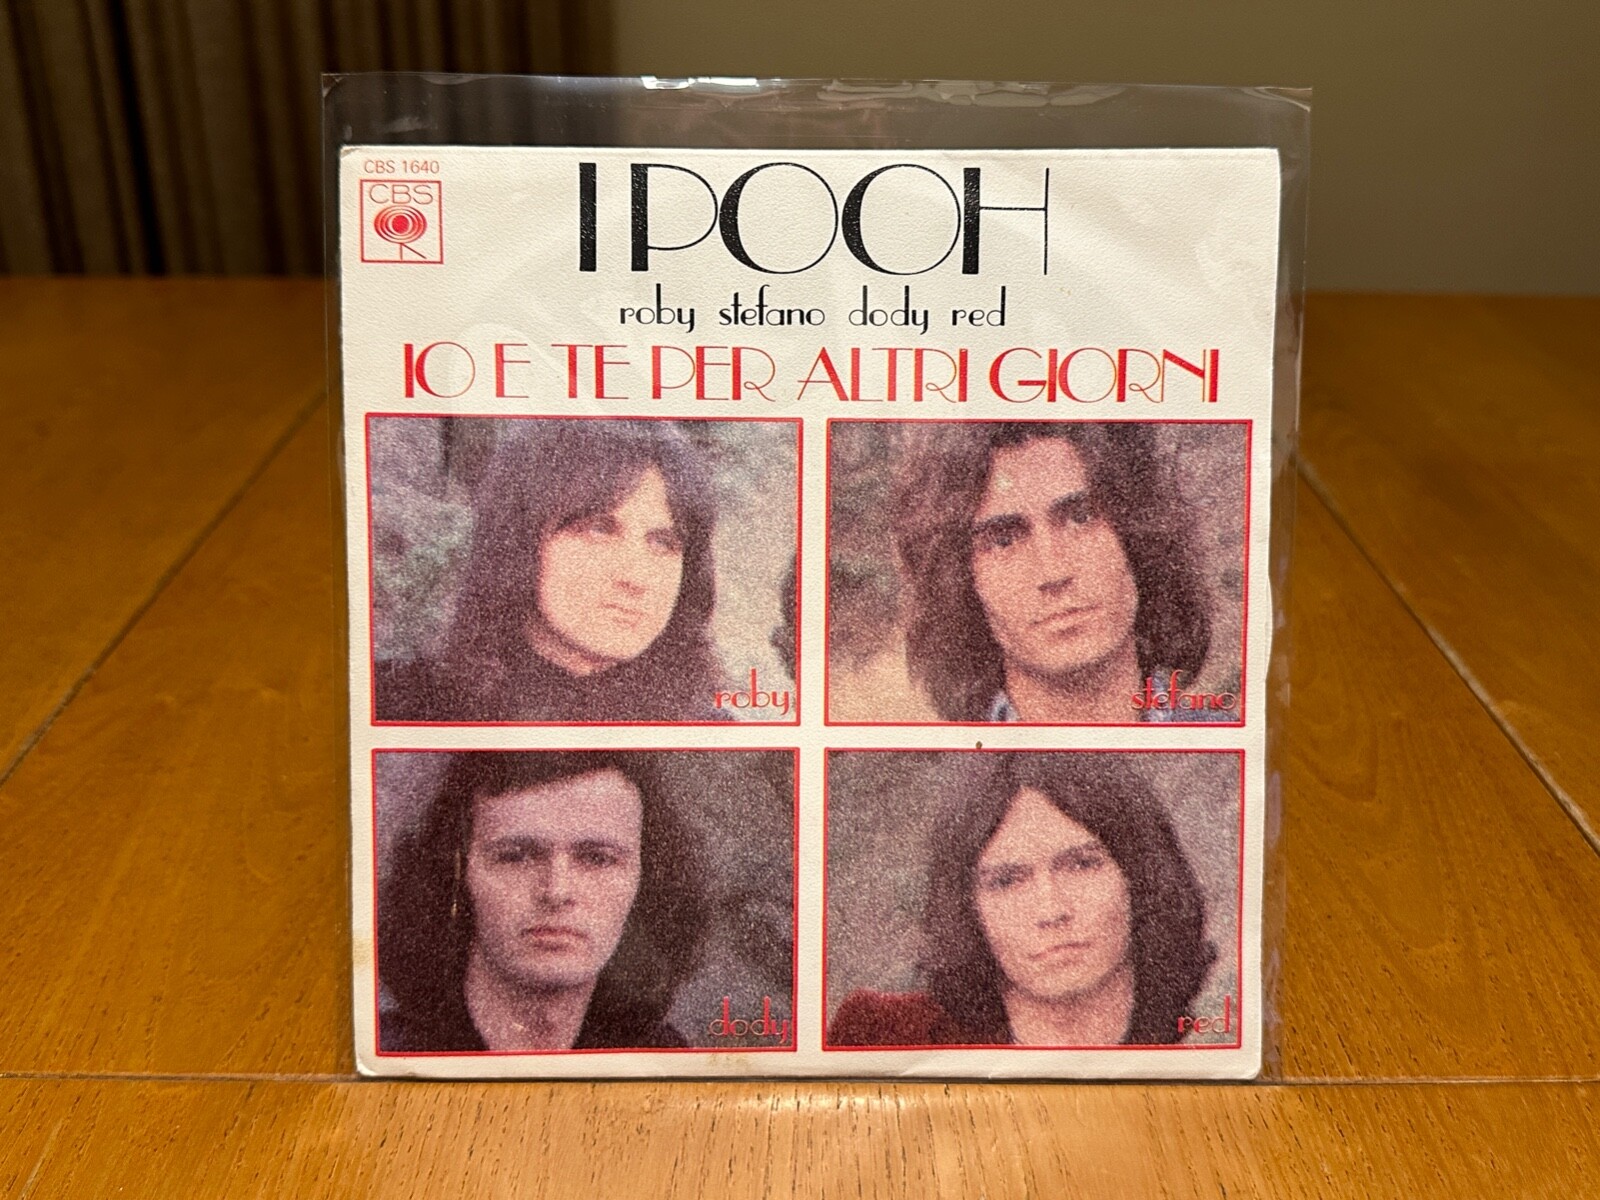 CBS 1640
CBS
I POOH
roby stefano dody red
IO E TE PER ALTRI GIORNI
roby
stefano
dody
red